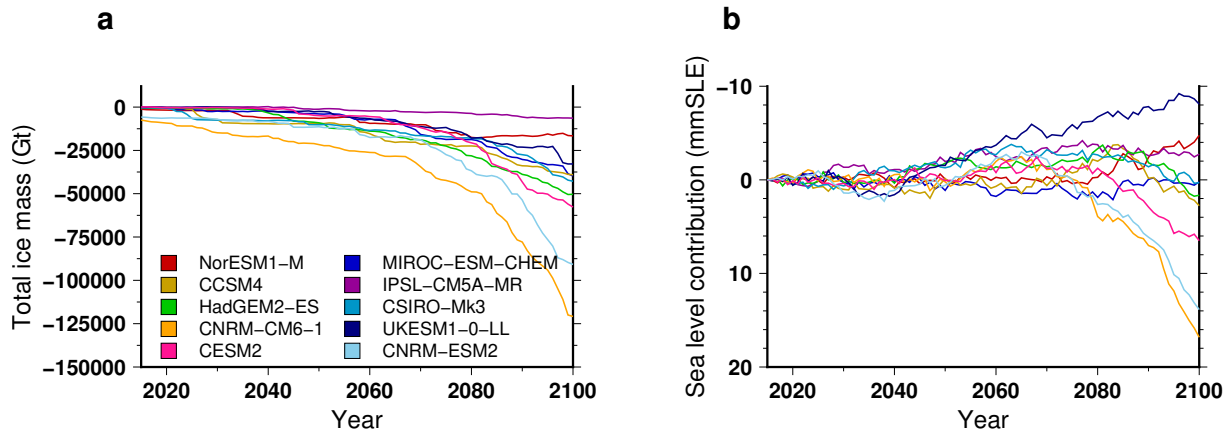 a
Total ice mass (Gt)
0
−25000
−50000
−75000
−100000
−125000
−150000
NorESM1−M
CCSM4
HadGEM2−ES
CNRM−CM6−1
CESM2
MIROC−ESM−CHEM
IPSL−CM5A−MR
CSIRO−Mk3
UKESM1−0−LL
CNRM−ESM2
2020 2040 2060 2080 2100
Year
b
Sea level contribution (mmSLE)
−10
0
10
20
2020 2040 2060 2080 2100
Year